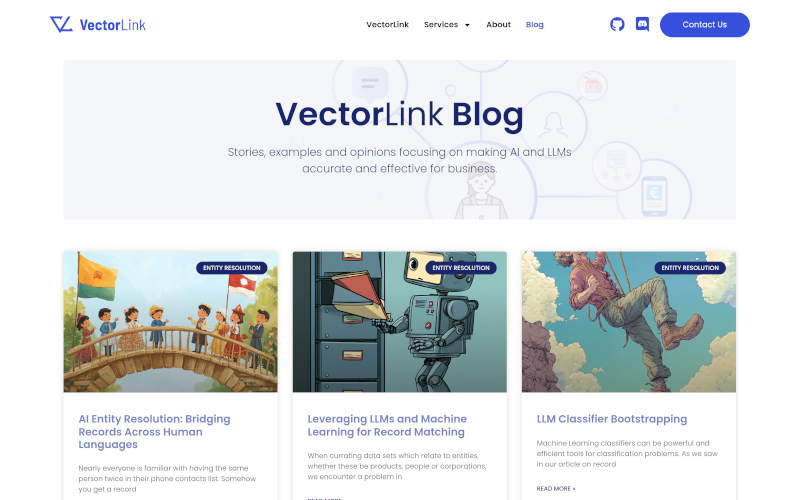 VectorLink
VectorLink
Services
About
Blog
Contact Us
VectorLink Blog
Stories, examples and opinions focusing on making AI and LLMs
accurate and effective for business.
ENTITY RESOLUTION
AI Entity Resolution: Bridging
Records Across Human
Languages
Nearly everyone is familiar with having the same
person twice in their phone contacts list. Somehow
you get a record
ENTITY RESOLUTION
Leveraging LLMs and Machine
Learning for Record Matching
When currating data sets which relate to entities,
whether these be products, people or corporations,
we encounter a problem in
ENTITY RESOLUTION
LLM Classifier Bootstrapping
Machine Learning classifiers can be powerful and
efficient tools for classification problems. As we saw
in our article on record
READ MORE »